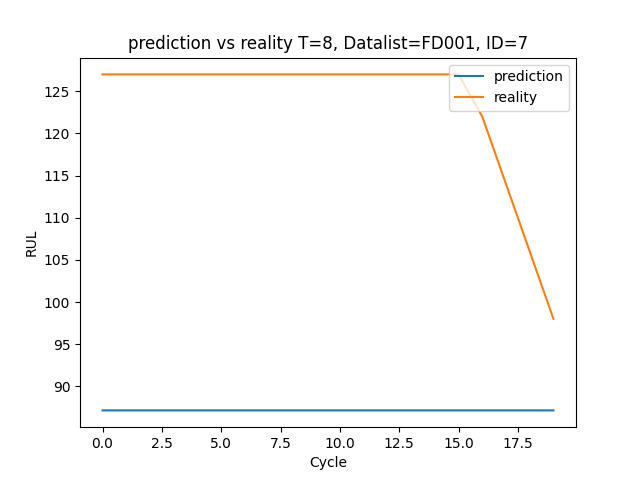 prediction vs reality T=8, Datalist=FD001, ID=7
prediction
reality
RUL
125
120
115
110
105
100
95
90
0.0 2.5 5.0 7.5 10.0 12.5 15.0 17.5
Cycle